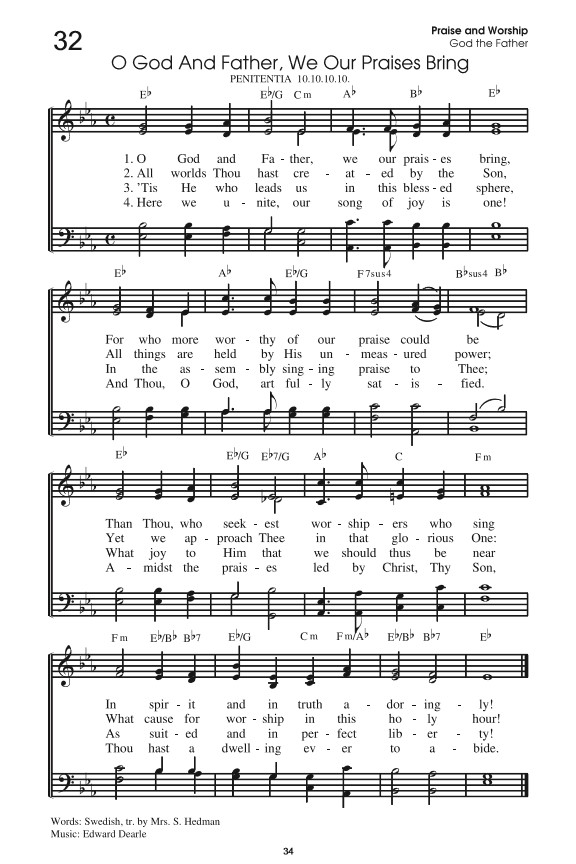 32
Praise and Worship
God the Father
O God And Father, We Our Praises Bring
PENITENTIA 10.10.10.10.
E♭ E♭/G Cm A♭ B♭ E♭
1. O God and Fa - ther, we our prais - es bring,
2. All worlds Thou hast cre - at - ed by the Son,
3. 'Tis He who leads us in this bless - ed sphere,
4. Here we u - nite, our song of joy is one!
E♭ A♭ E♭/G F7sus4 B♭sus4 B♭
For who more wor - thy of our praise could be
All things are held by His un - meas - ured power;
In the as - sem - bly sing - ing praise to Thee;
And Thou, O God, art ful - ly sat - is - fied.
E♭ E♭/G E♭7/G A♭ C Fm
Than Thou, who seek - est wor - ship - ers who sing
Yet we ap - proach Thee in that glo - rious One:
What joy to Him that we should thus be near
A - midst the prais - es led by Christ, Thy Son,
Fm E♭/B♭ B♭7 E♭/G Cm Fm/A♭ E♭/B♭ B♭7 E♭
In spir - it and in truth a - dor - ing - ly!
What cause for wor - ship in this ho - ly hour!
As suit - ed and in per - fect lib - er - ty!
Thou hast a dwell - ing ev - er to a - bide.
Words: Swedish, tr. by Mrs. S. Hedman
Music: Edward Dearle
34